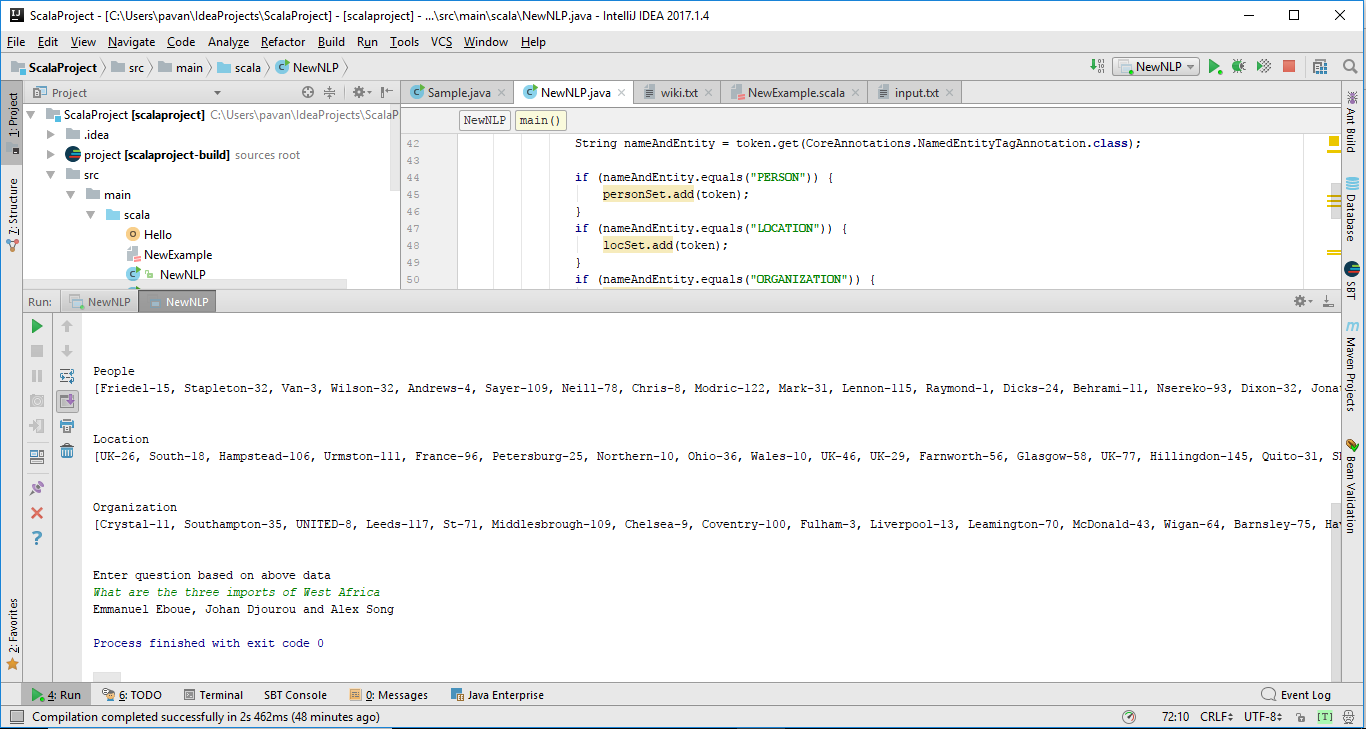 ScalaProject - [C:\Users\pavan\IdeaProjects\ScalaProject] - [scalaproject] - ...\src\main\scala\NewNLP.java - IntelliJ IDEA 2017.1.4
File Edit View Navigate Code Analyze Refactor Build Run Tools VCS Window Help
ScalaProject src main scala NewNLP NewNLP
Project Sample.java NewNLP.java wiki.txt NewExample.scala input.txt
1: Project
7: Structure
2: Favorites
ScalaProject [scalaproject] C:\Users\pavan\IdeaProjects\ScalaP
.idea
project [scalaproject-build] sources root
src
main
scala
Hello
NewExample
NewNLP
NewNLP main()
42 String nameAndEntity = token.get(CoreAnnotations.NamedEntityTagAnnotation.class);
43
44 if (nameAndEntity.equals("PERSON")) {
45 personSet.add(token);
46 }
47 if (nameAndEntity.equals("LOCATION")) {
48 locSet.add(token);
49 }
50 if (nameAndEntity.equals("ORGANIZATION")) {
Ant Build
Database
SBT
Maven Projects
Bean Validation
Run: NewNLP NewNLP
People
[Friedel-15, Stapleton-32, Van-3, Wilson-32, Andrews-4, Sayer-109, Neill-78, Chris-8, Modric-122, Mark-31, Lennon-115, Raymond-1, Dicks-24, Behrami-11, Nsereko-93, Dixon-32, Jona
Location
[UK-26, South-18, Hampstead-106, Urmston-111, France-96, Petersburg-25, Northern-10, Ohio-36, Wales-10, UK-46, UK-29, Farnworth-56, Glasgow-58, UK-77, Hillingdon-145, Quito-31,
Organization
[Crystal-11, Southampton-35, UNITED-8, Leeds-117, St-71, Middlesbrough-109, Chelsea-9, Coventry-100, Fulham-3, Liverpool-13, Leamington-70, McDonald-43, Wigan-64, Barnsley-75, Ha
Enter question based on above data
What are the three imports of West Africa
Emmanuel Eboue, Johan Djourou and Alex Song
Process finished with exit code 0
4: Run 6: TODO Terminal SBT Console 0: Messages Java Enterprise Event Log
Compilation completed successfully in 2s 462ms (48 minutes ago) 72:10 CRLF UTF-8 [T]